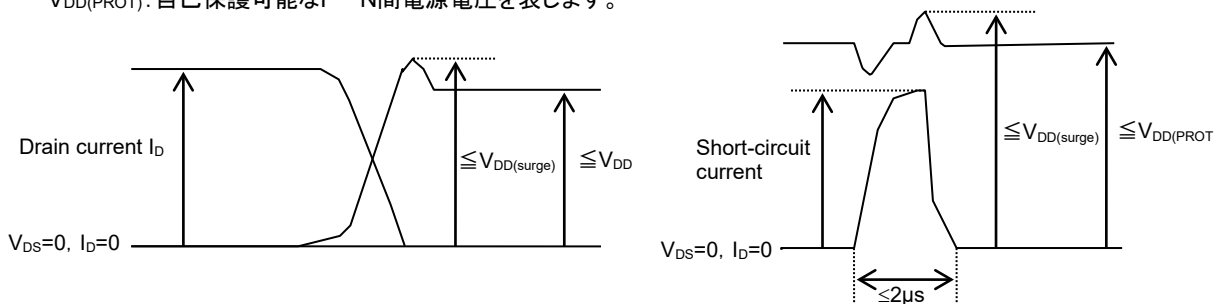 VDD(PROT):自己保護可能なP－N間電源電圧を表します。
Drain current ID
≦VDD(surge)
≦VDD
VDS=0, ID=0
Short-circuit
current
≦VDD(surge)
≦VDD(PROT
VDS=0, ID=0
≤2μs